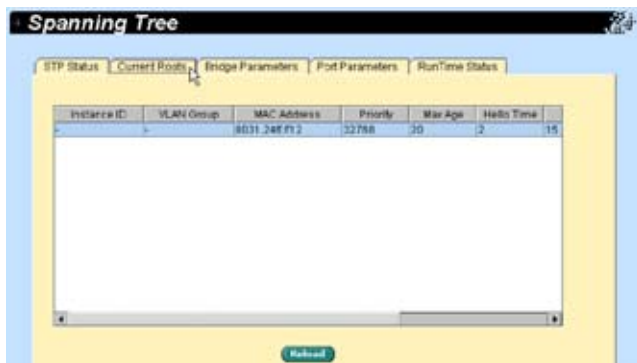 Spanning Tree
STP Status Current Roots Bridge Parameters Port Parameters RunTime Status
Instance ID VLAN Group MAC Address Priority Max Age Hello Time
- - 32768 20 2 15
Reload